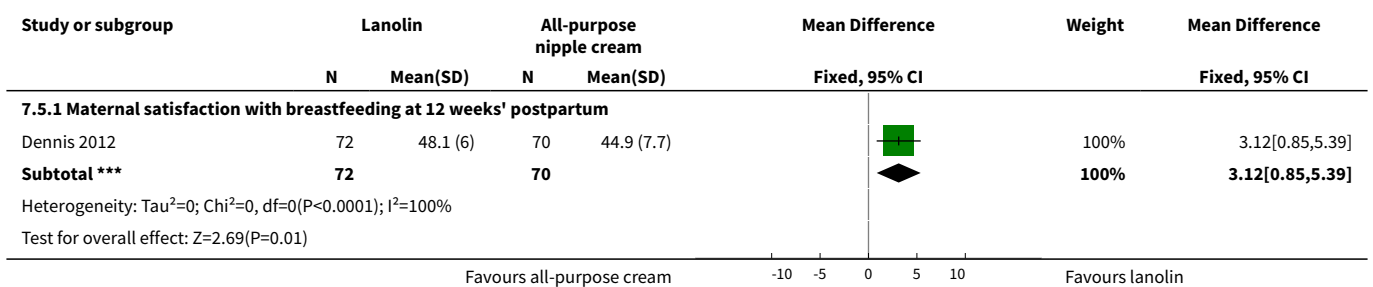 Study or subgroup Lanolin All-purpose nipple cream Mean Difference Weight Mean Difference
N Mean(SD) N Mean(SD) Fixed, 95% CI Fixed, 95% CI
7.5.1 Maternal satisfaction with breastfeeding at 12 weeks' postpartum
Dennis 2012 72 48.1 (6) 70 44.9 (7.7) 100% 3.12[0.85,5.39]
Subtotal *** 72 70 100% 3.12[0.85,5.39]
Heterogeneity: Tau²=0; Chi²=0, df=0(P<0.0001); I²=100%
Test for overall effect: Z=2.69(P=0.01)
Favours all-purpose cream -10 -5 0 5 10 Favours lanolin